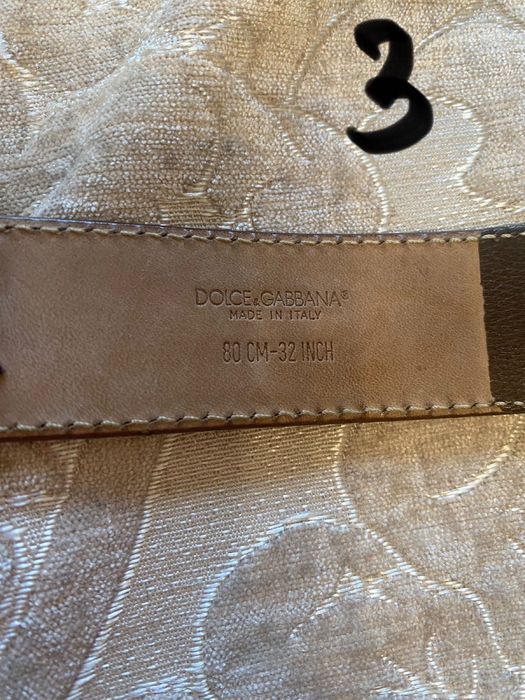 3
DOLCE&GABBANA®
MADE IN ITALY
80 CM-32 INCH